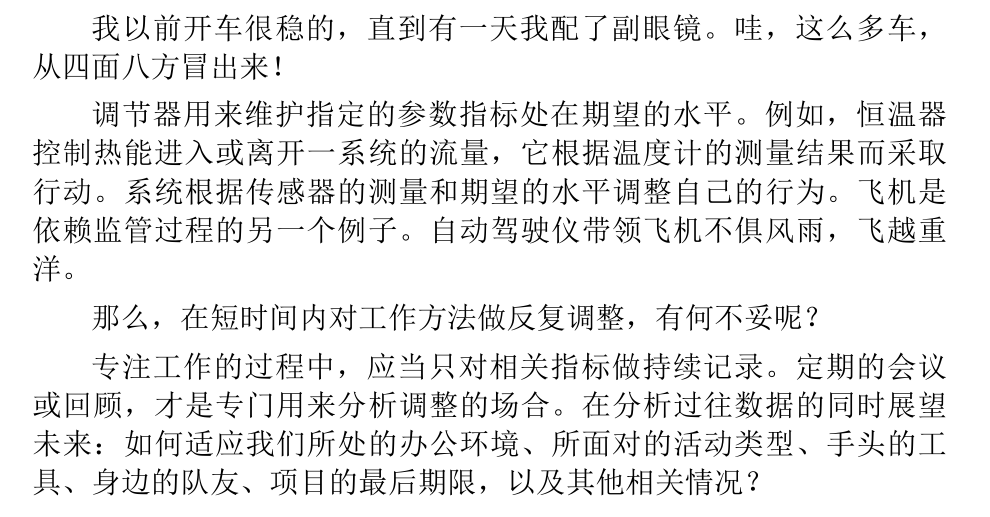 我以前开车很稳的，直到有一天我配了副眼镜。哇，这么多车，
从四面八方冒出来！
调节器用来维护指定的参数指标处在期望的水平。例如，恒温器
控制热能进入或离开一系统的流量，它根据温度计的测量结果而采取
行动。系统根据传感器的测量和期望的水平调整自己的行为。飞机是
依赖监管过程的另一个例子。自动驾驶仪带领飞机不俱风雨，飞越重
洋。
那么，在短时间内对工作方法做反复调整，有何不妥呢？
专注工作的过程中，应当只对相关指标做持续记录。定期的会议
或回顾，才是专门用来分析调整的场合。在分析过往数据的同时展望
未来：如何适应我们所处的办公环境、所面对的活动类型、手头的工
具、身边的队友、项目的最后期限，以及其他相关情况？